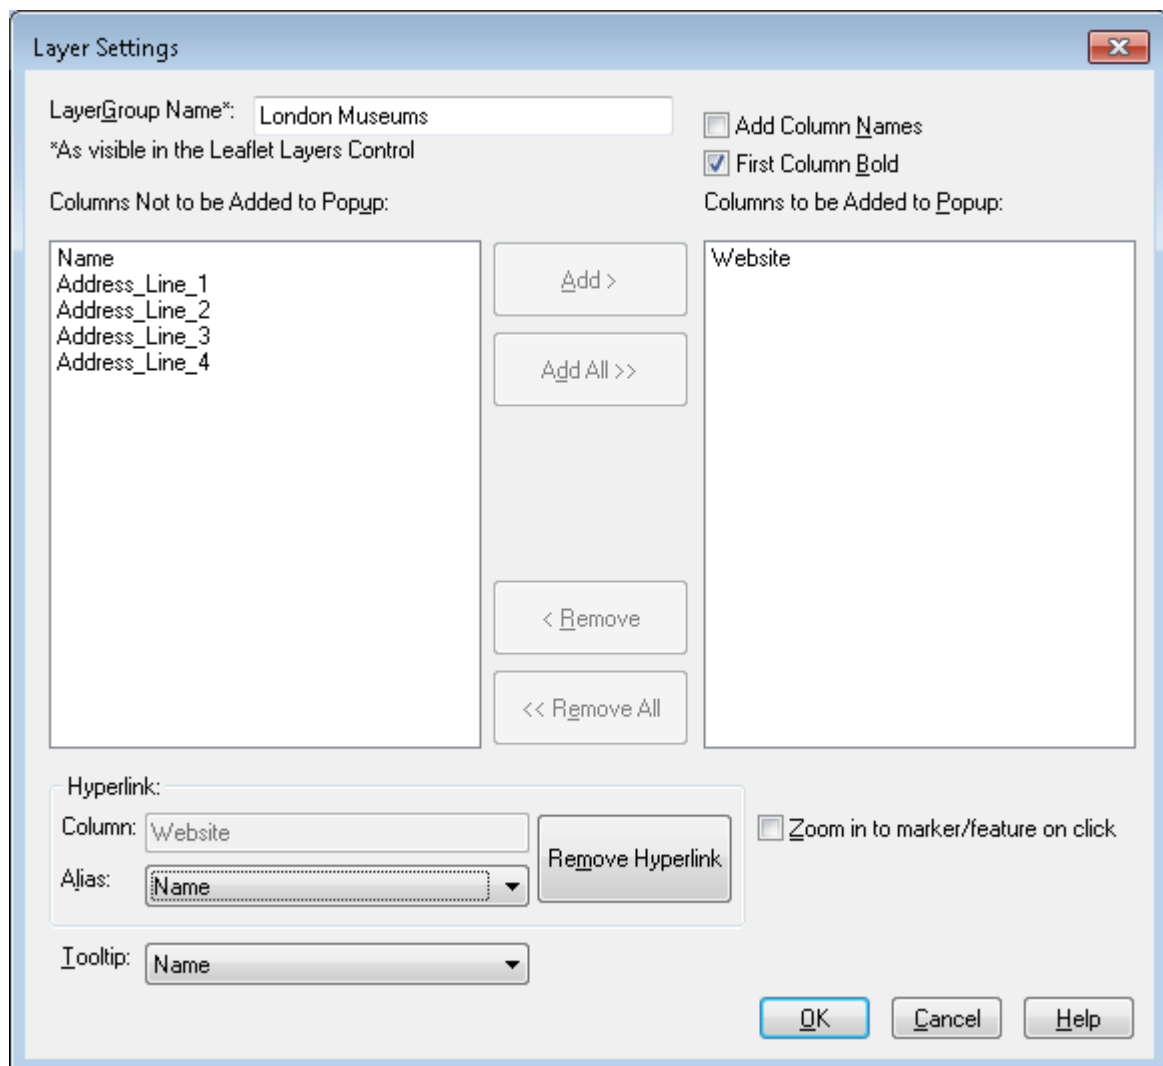 Layer Settings
LayerGroup Name*:
London Museums
*As visible in the Leaflet Layers Control
Add Column Names
First Column Bold
Columns Not to be Added to Popup:
Columns to be Added to Popup:
Name
Address_Line_1
Address_Line_2
Address_Line_3
Address_Line_4
Add >
Add All >>
< Remove
<< Remove All
Website
Hyperlink:
Column:
Website
Alias:
Name
Remove Hyperlink
Zoom in to marker/feature on click
Tooltip:
Name
OK
Cancel
Help